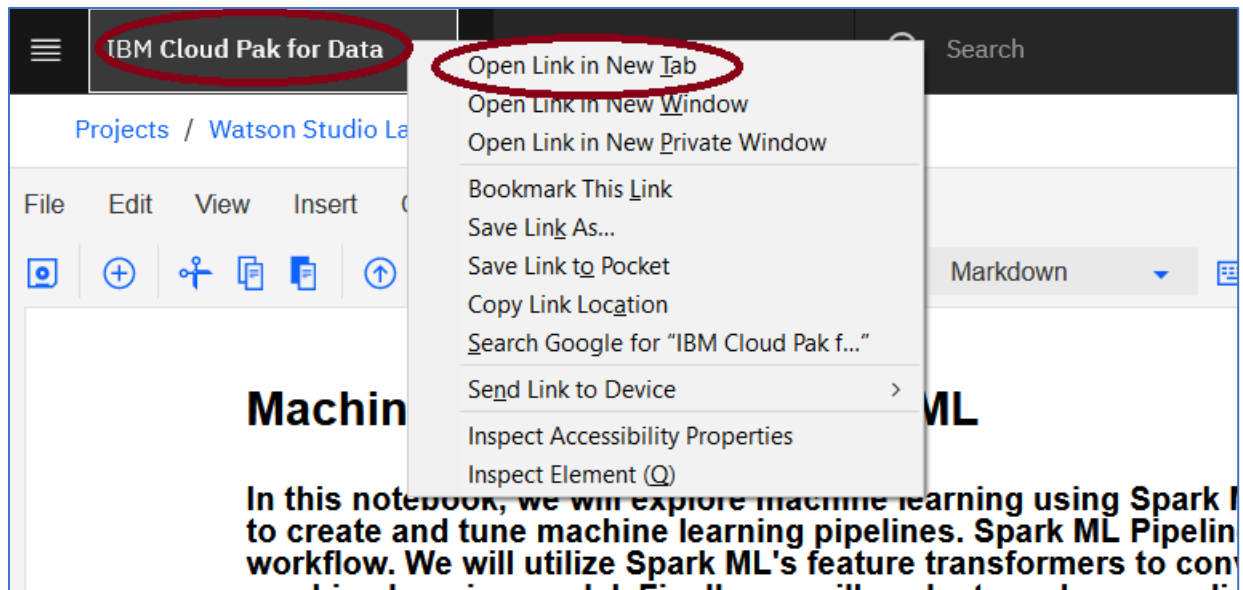 IBM Cloud Pak for Data
Search
Open Link in New Tab
Open Link in New Window
Open Link in New Private Window
Bookmark This Link
Save Link As...
Save Link to Pocket
Copy Link Location
Search Google for “IBM Cloud Pak f...”
Send Link to Device
Inspect Accessibility Properties
Inspect Element (Q)
Projects / Watson Studio La
File Edit View Insert
Markdown
Machin ML
In this notebook, we will explore machine learning using Spark
to create and tune machine learning pipelines. Spark ML Pipelin
workflow. We will utilize Spark ML's feature transformers to con